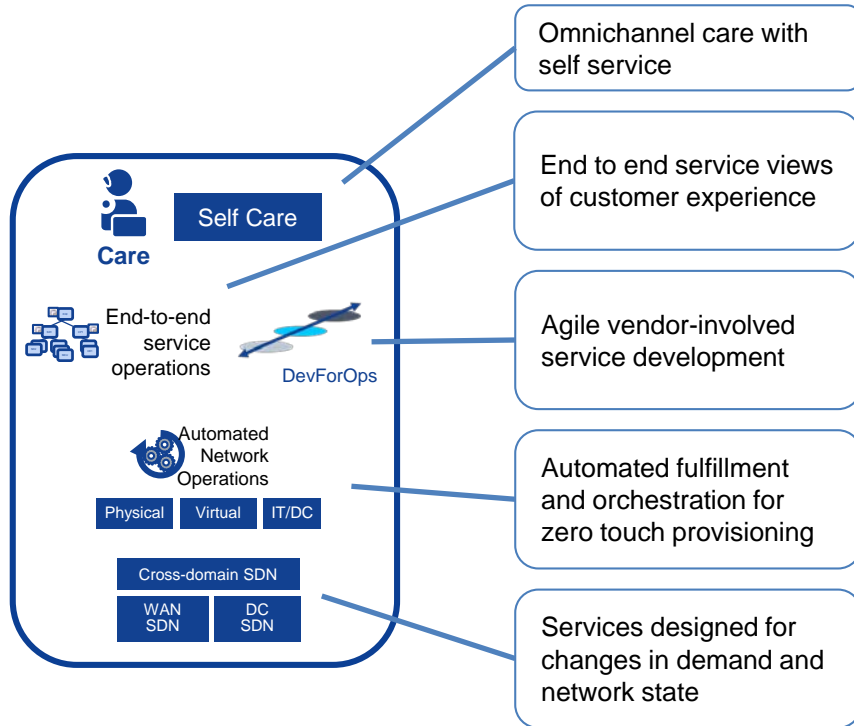 Omnichannel care with
self service
Self Care
Care
End to end service views
of customer experience
End-to-end
service
operations
DevForOps
Agile vendor-involved
service development
Automated
Network
Operations
Physical
Virtual
IT/DC
Automated fulfillment
and orchestration for
zero touch provisioning
Cross-domain SDN
WAN
SDN
DC
SDN
Services designed for
changes in demand and
network state